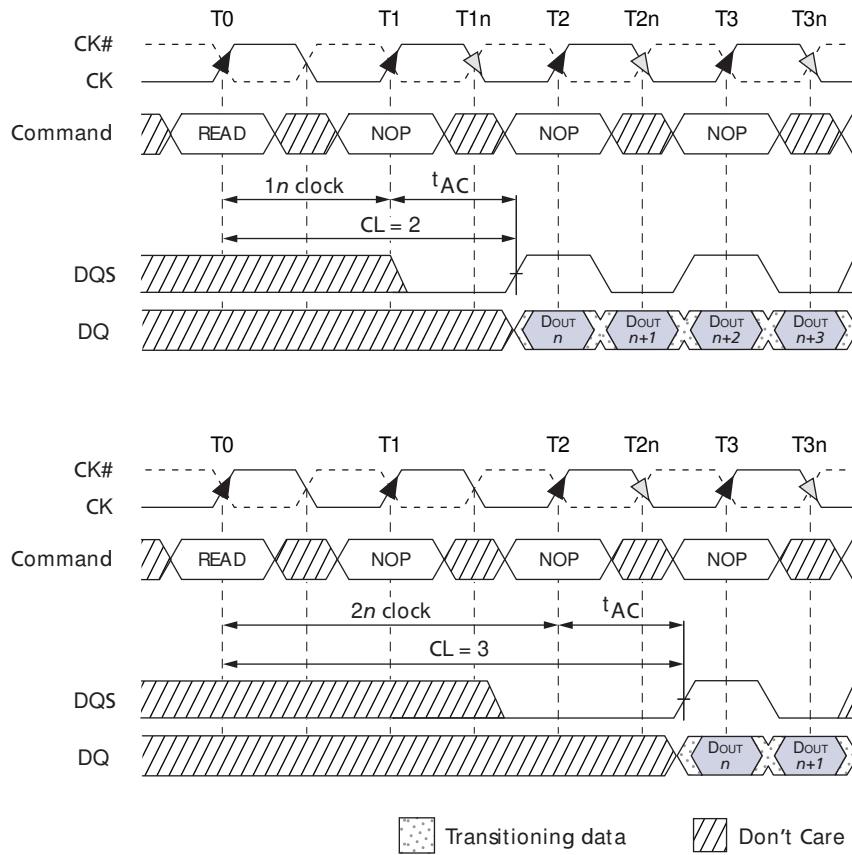 T0 T1 T1n T2 T2n T3 T3n
CK#
CK
Command READ NOP NOP NOP
1n clock tAC
CL = 2
DQS
DQ DOUT n DOUT n+1 DOUT n+2 DOUT n+3
T0 T1 T2 T2n T3 T3n
CK#
CK
Command READ NOP NOP NOP
2n clock tAC
CL = 3
DQS
DQ DOUT n DOUT n+1
Transitioning data Don't Care